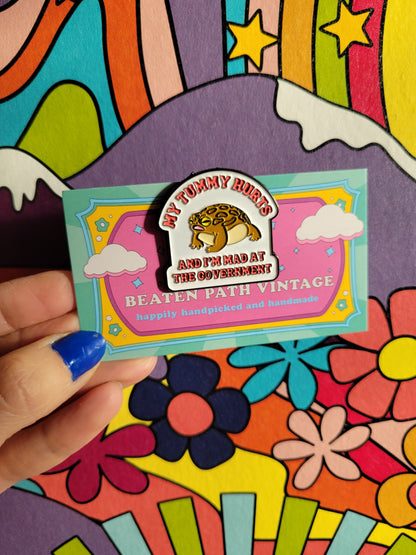 MY TUMMY HURTS
AND I'M MAD AT
THE GOVERNMENT
BEATEN PATH VINTAGE
happily handpicked and handmade